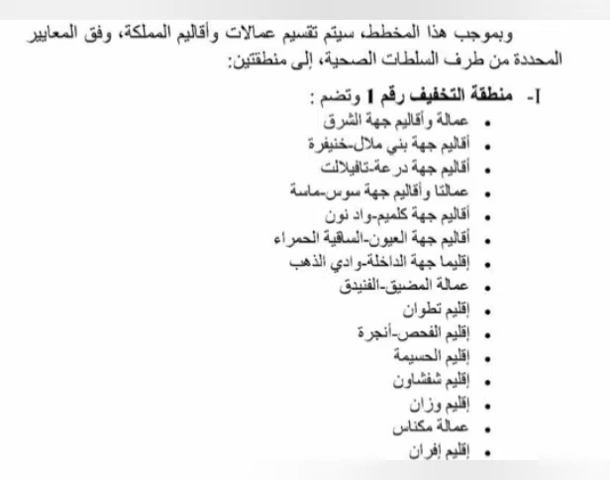 وبموجب هذا المخطط، سيتم تقسيم عمالات وأقاليم المملكة، وفق المعايير
المحددة من طرف السلطات الصحية، إلى منطقتين:
I- منطقة التخفيف رقم 1 وتضم :
• عمالة وأقاليم جهة الشرق
• أقاليم جهة بني ملال-خنيفرة
• أقاليم جهة درعة-تافيلالت
• عمالتا وأقاليم جهة سوس-ماسة
• أقاليم جهة كلميم-واد نون
• أقاليم جهة العيون-الساقية الحمراء
• إقليما جهة الداخلة-وادي الذهب
• عمالة المضيق-الفنيدق
• إقليم تطوان
• إقليم الفحص-أنجرة
• إقليم الحسيمة
• إقليم شفشاون
• إقليم وزان
• عمالة مكناس
• إقليم إفران